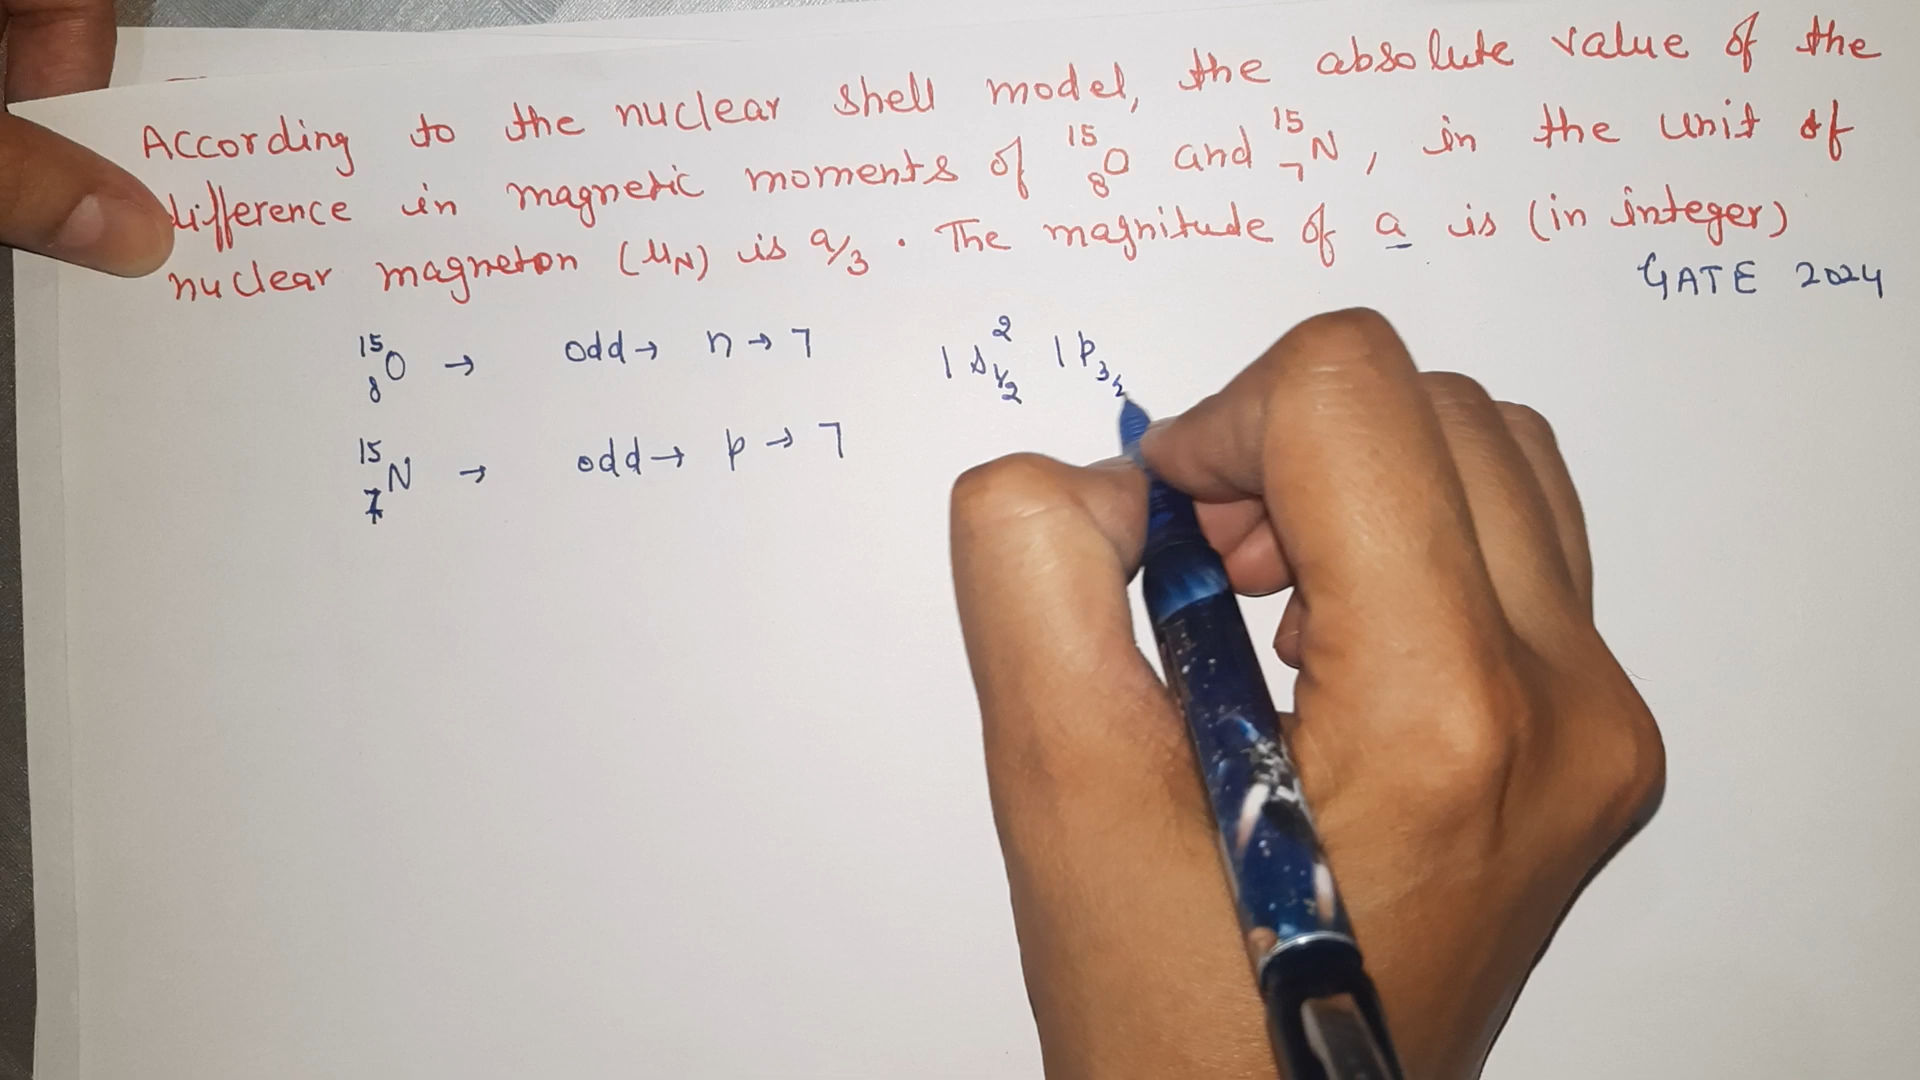 According to the nuclear shell model, the absolute value of the
difference in magnetic moments of ¹⁵₈O and ¹⁵₇N, in the unit of
nuclear magneton (μN) is a/3. The magnitude of a is (in integer)
GATE 2024
¹⁵₈O → odd → n → 7 1s₁/₂² 1p₃/₂
¹⁵₇N → odd → p → 7